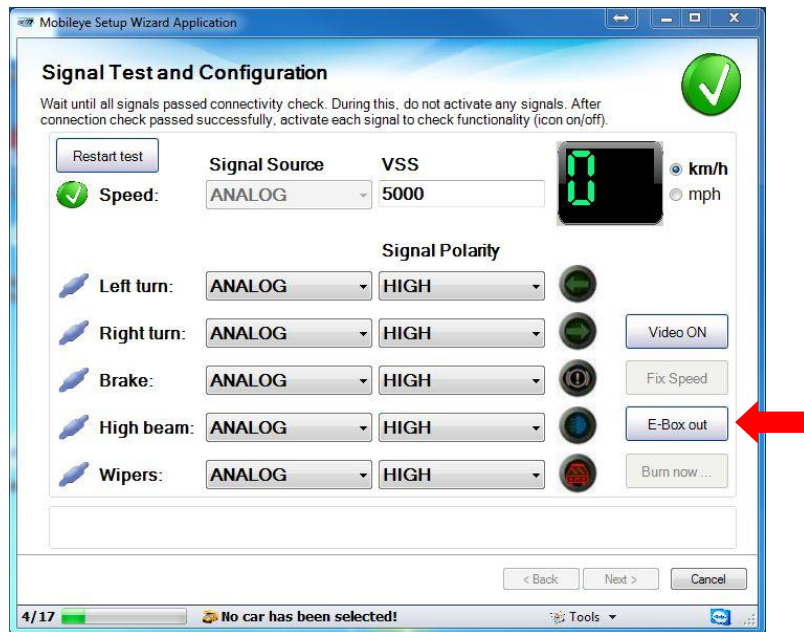 Mobileye Setup Wizard Application
Signal Test and Configuration
Wait until all signals passed connectivity check. During this, do not activate any signals. After
connection check passed successfully, activate each signal to check functionality (icon on/off).
Restart test
Signal Source
VSS
Speed:
ANALOG
5000
0
km/h
mph
Signal Polarity
Left turn:
ANALOG
HIGH
Right turn:
ANALOG
HIGH
Video ON
Brake:
ANALOG
HIGH
Fix Speed
High beam:
ANALOG
HIGH
E-Box out
Wipers:
ANALOG
HIGH
Burn now ...
< Back
Next >
Cancel
4/17
No car has been selected!
Tools